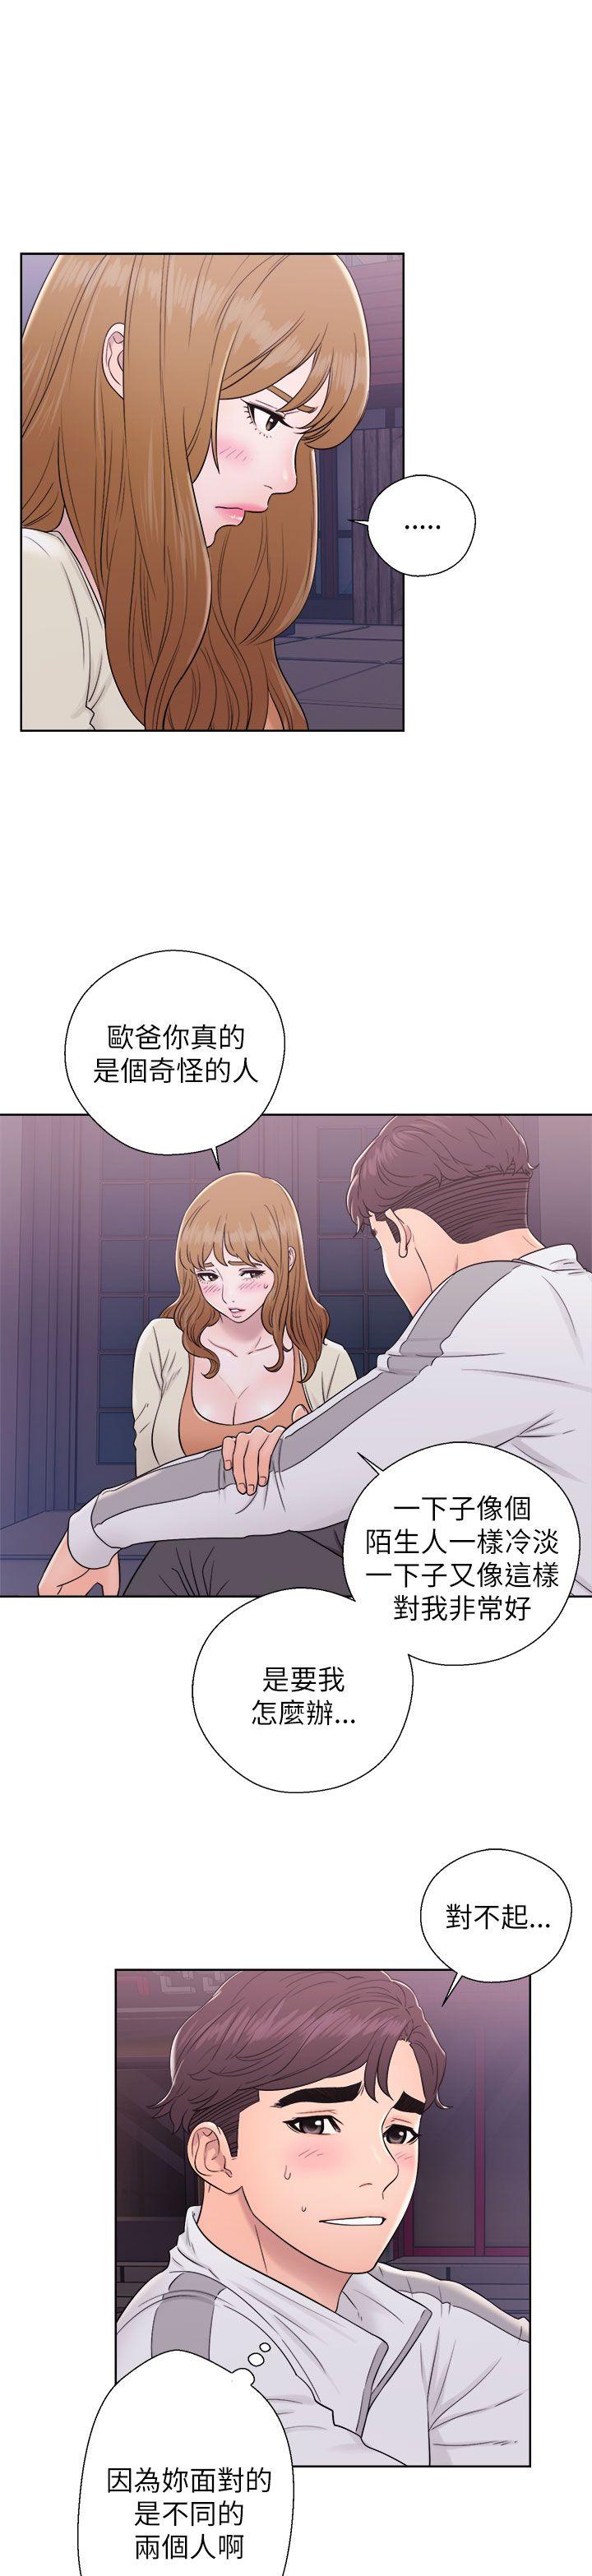 .....
歐爸你真的
是個奇怪的人
一下子像個
陌生人一樣冷淡
一下子又像這樣
對我非常好
是要我
怎麼辦...
對不起...
因為妳面對的
是不同的
兩個人啊